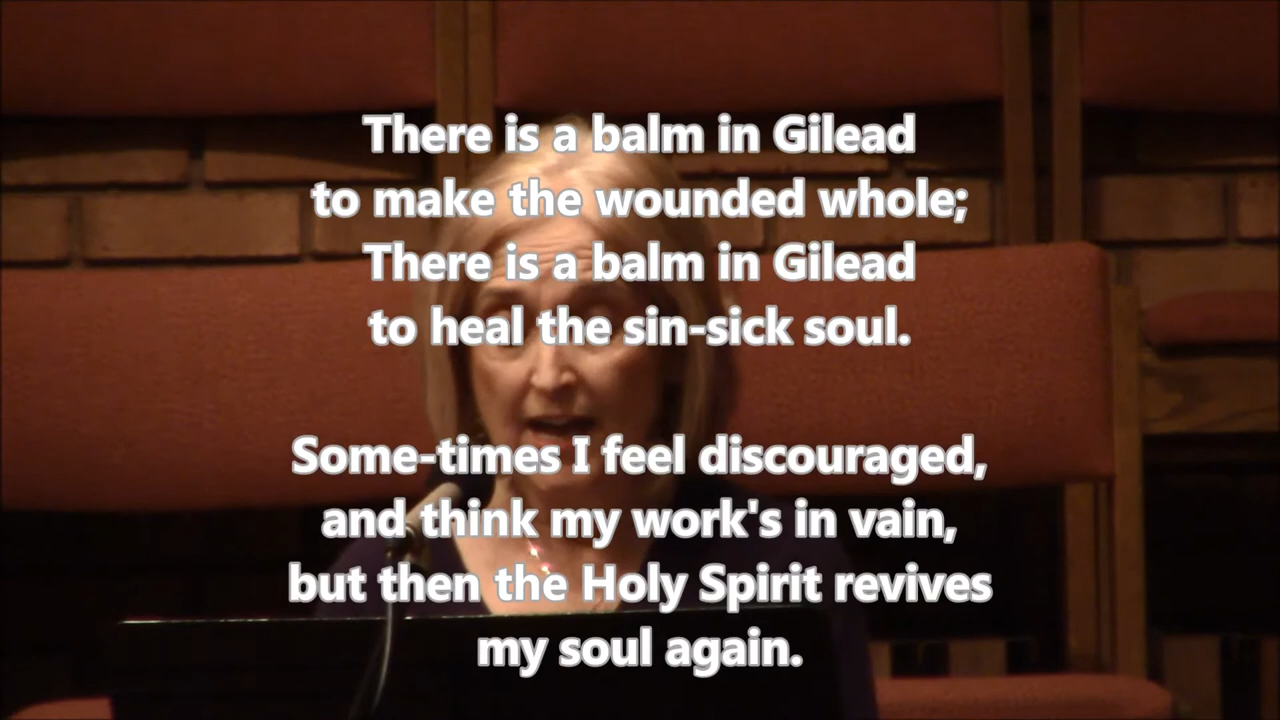 There is a balm in Gilead
to make the wounded whole;
There is a balm in Gilead
to heal the sin-sick soul.
Some-times I feel discouraged,
and think my work's in vain,
but then the Holy Spirit revives
my soul again.